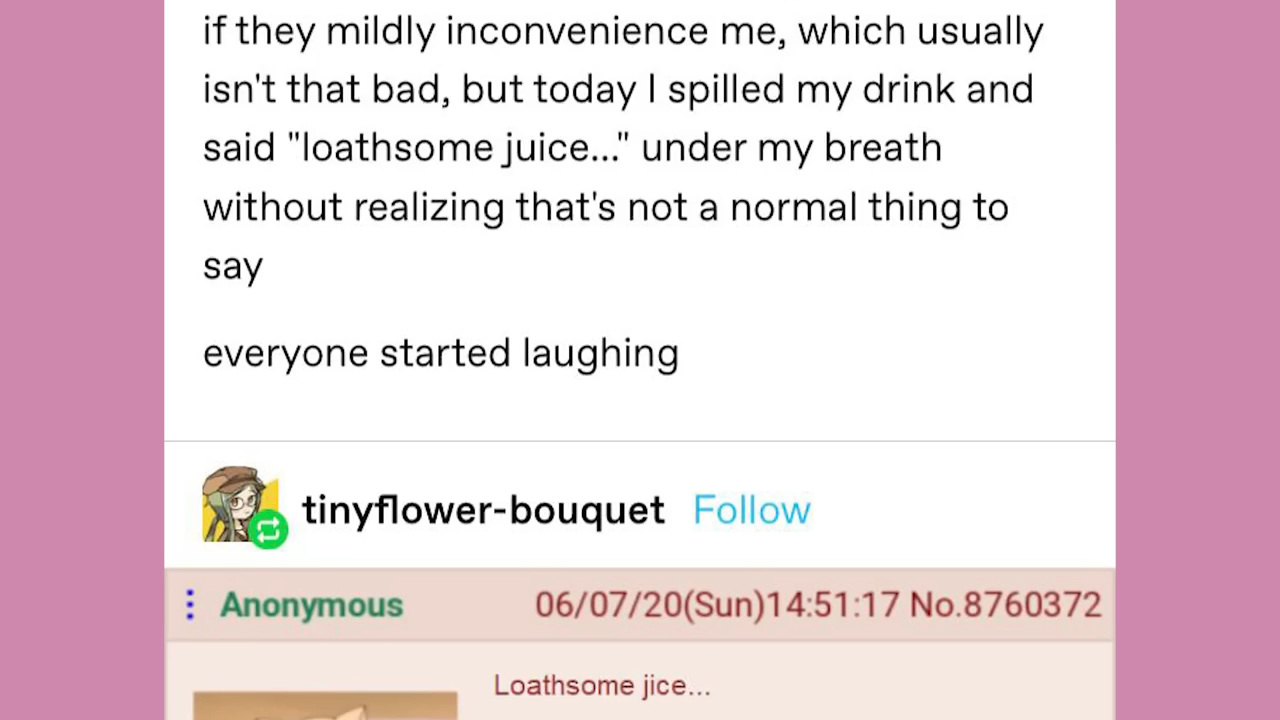 if they mildly inconvenience me, which usually
isn't that bad, but today I spilled my drink and
said "loathsome juice..." under my breath
without realizing that's not a normal thing to
say
everyone started laughing
tinyflower-bouquet Follow
Anonymous 06/07/20(Sun)14:51:17 No.8760372
Loathsome jice...